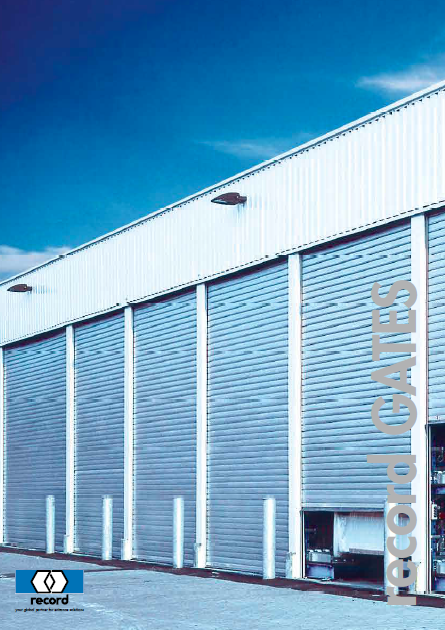 record GATES
record
your global partner for entrance solutions